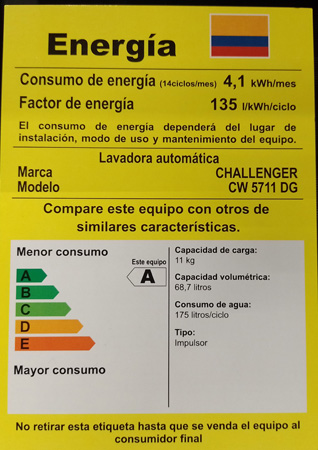 Energía
Consumo de energía (14ciclos/mes) 4,1 kWh/mes
Factor de energía 135 l/kWh/ciclo
El consumo de energía dependerá del lugar de
instalación, modo de uso y mantenimiento del equipo.
Lavadora automática
Marca CHALLENGER
Modelo CW 5711 DG
Compare este equipo con otros de
similares características.
Menor consumo
Este equipo
A
B
C
D
E
A
Mayor consumo
Capacidad de carga:
11 kg
Capacidad volumétrica:
68,7 litros
Consumo de agua:
175 litros/ciclo
Tipo:
Impulsor
No retirar esta etiqueta hasta que se venda el equipo al
consumidor final